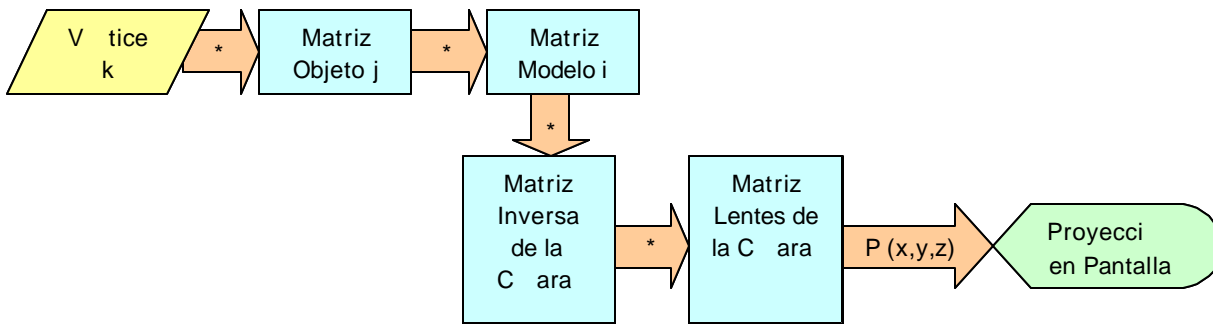 V tice
k
*
Matriz
Objeto j
*
Matriz
Modelo i
*
Matriz
Inversa
de la
C ara
*
Matriz
Lentes de
la C ara
P (x,y,z)
Proyecci
en Pantalla